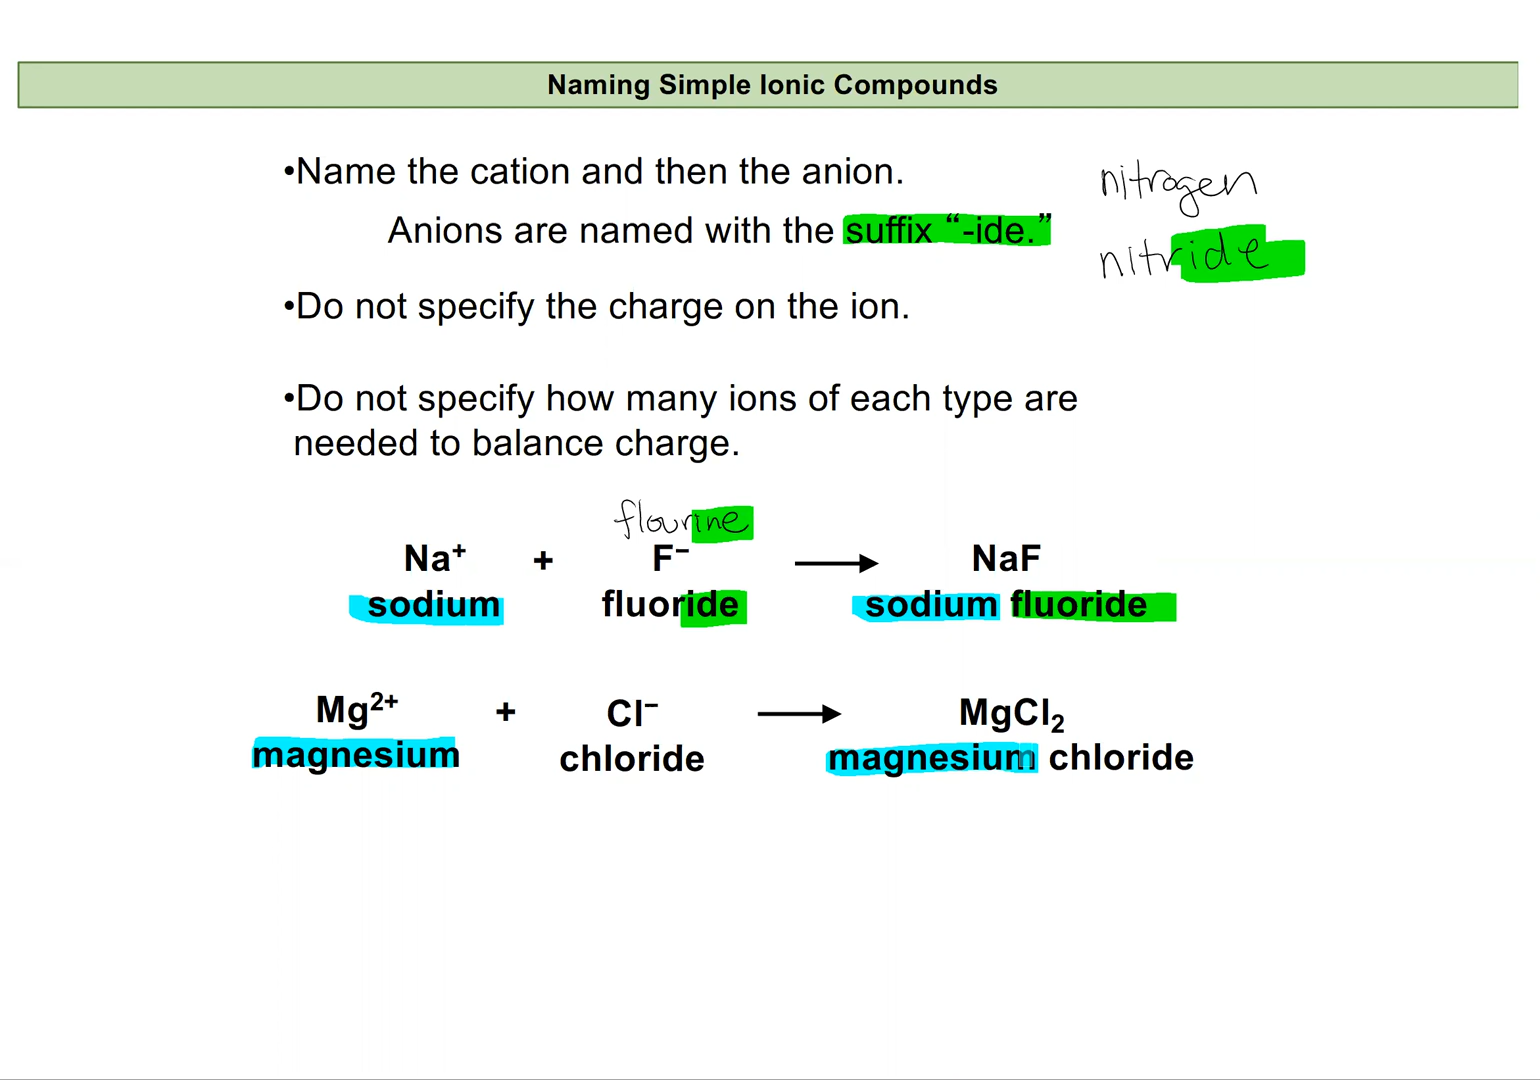 Naming Simple Ionic Compounds
•Name the cation and then the anion.
nitrogen
Anions are named with the suffix “-ide.”
nitride
•Do not specify the charge on the ion.
•Do not specify how many ions of each type are
needed to balance charge.
flourine
Na⁺ + F⁻ ⟶ NaF
sodium fluoride sodium fluoride
Mg²⁺ + Cl⁻ ⟶ MgCl₂
magnesium chloride magnesium chloride